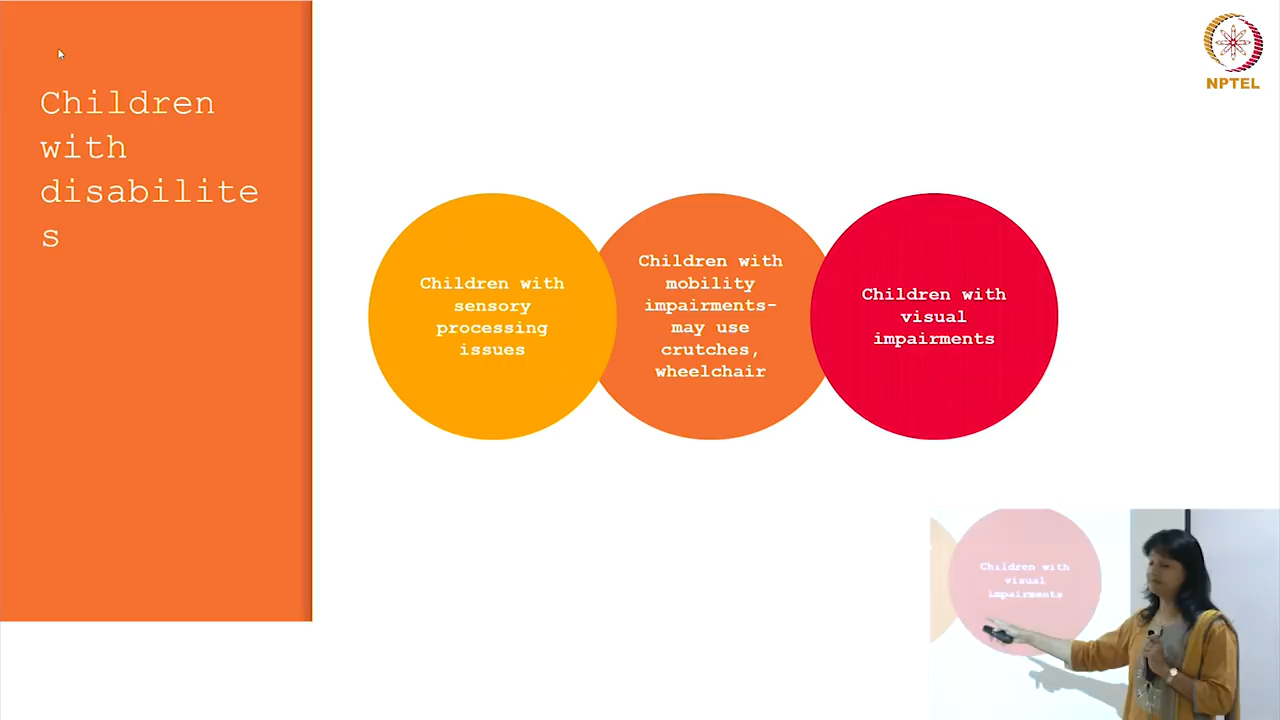 Children
with
disabilite
s
Children with
sensory
processing
issues
Children with
mobility
impairments-
may use
crutches,
wheelchair
Children with
visual
impairments
NPTEL
Children with
visual
impairments